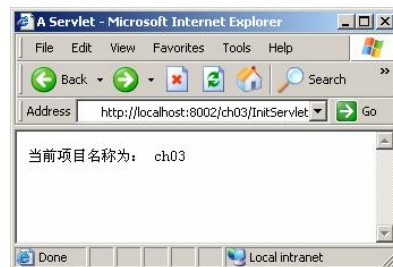 A Servlet - Microsoft Internet Explorer
File Edit View Favorites Tools Help
Back Search »
Address http://localhost:8002/ch03/InitServlet Go
当前项目名称为： ch03
Done Local intranet